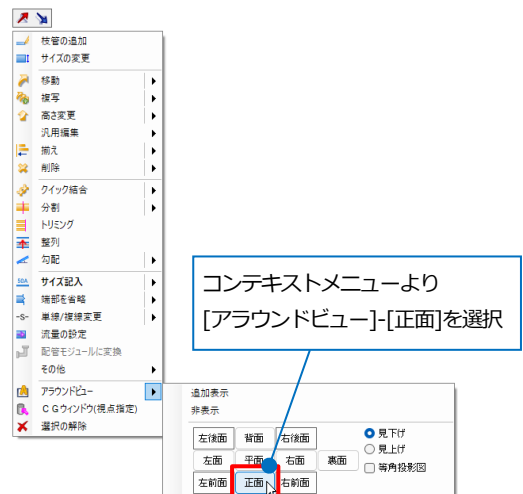 枝管の追加
サイズの変更
移動
複写
高さ変更
汎用編集
揃え
削除
クイック結合
分割
トリミング
整列
勾配
50A サイズ記入
端部を省略
-S- 単線/複線変更
流量の設定
配管モジュールに変換
その他
アラウンドビュー
ＣＧウィンドウ(視点指定)
選択の解除
コンテキストメニューより
[アラウンドビュー]-[正面]を選択
追加表示
非表示
左後面 背面 右後面
左面 平面 右面 裏面
左前面 正面 右前面
見下げ
見上げ
等角投影図